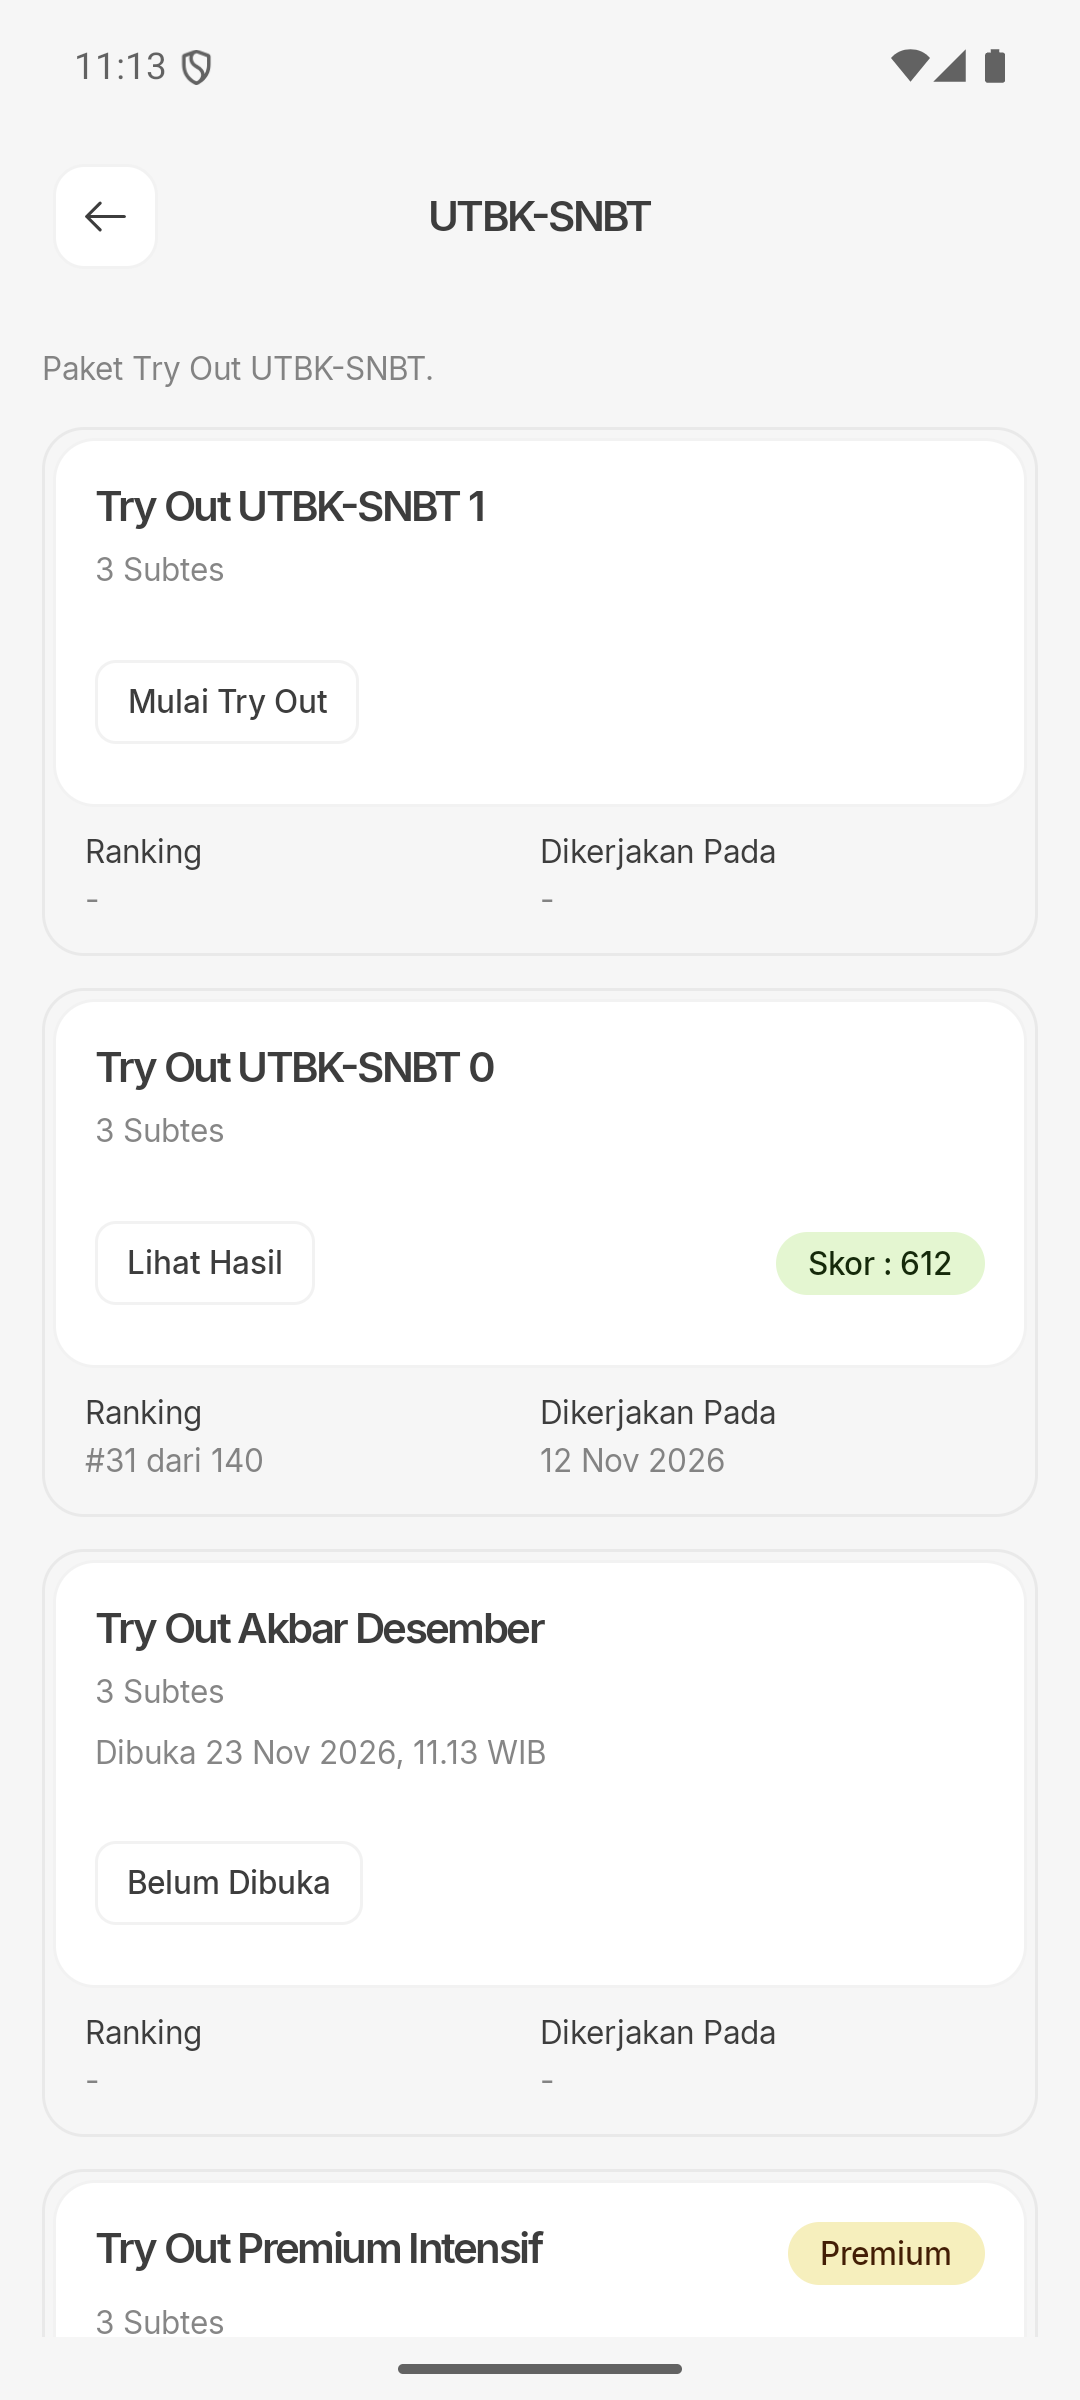 11:13
UTBK-SNBT
Paket Try Out UTBK-SNBT.
Try Out UTBK-SNBT 1
3 Subtes
Mulai Try Out
Ranking
Dikerjakan Pada
-
-
Try Out UTBK-SNBT 0
3 Subtes
Lihat Hasil
Skor : 612
Ranking
Dikerjakan Pada
#31 dari 140
12 Nov 2026
Try Out Akbar Desember
3 Subtes
Dibuka 23 Nov 2026, 11.13 WIB
Belum Dibuka
Ranking
Dikerjakan Pada
-
-
Try Out Premium Intensif
Premium
3 Subtes